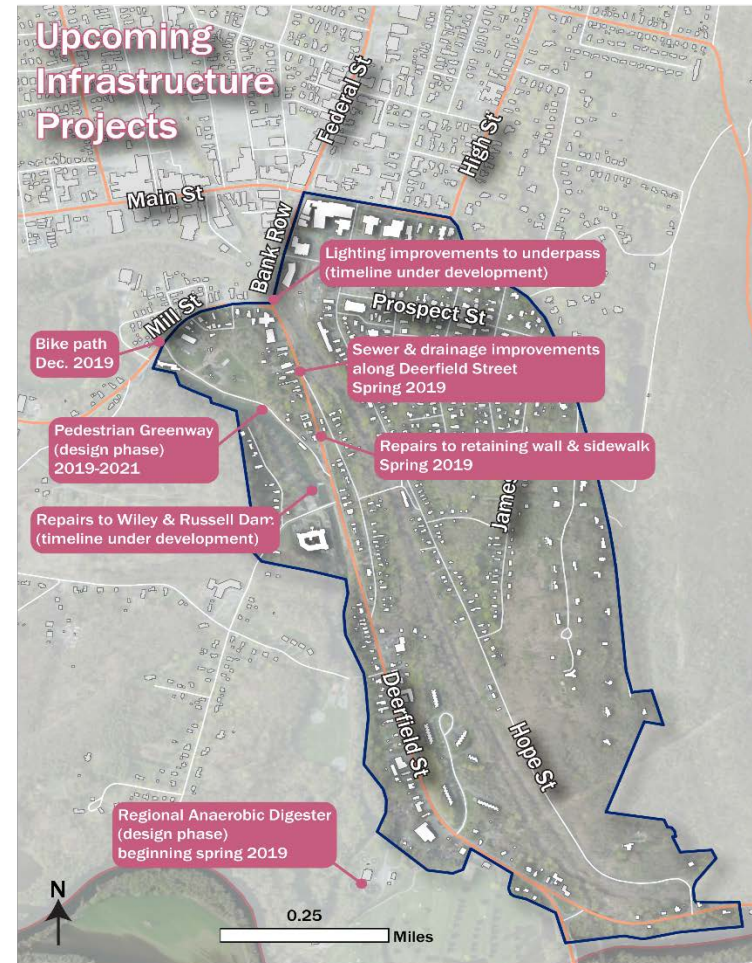 Upcoming
Infrastructure
Projects
Federal St
High St
Main St
Bank Row
Lighting improvements to underpass
(timeline under development)
Prospect St
Mill St
Bike path
Dec. 2019
Sewer & drainage improvements
along Deerfield Street
Spring 2019
Pedestrian Greenway
(design phase)
2019-2021
Repairs to retaining wall & sidewalk
Spring 2019
James
Repairs to Wiley & Russell Dam
(timeline under development)
Deerfield St
Hope St
Regional Anaerobic Digester
(design phase)
beginning spring 2019
N
0.25
Miles